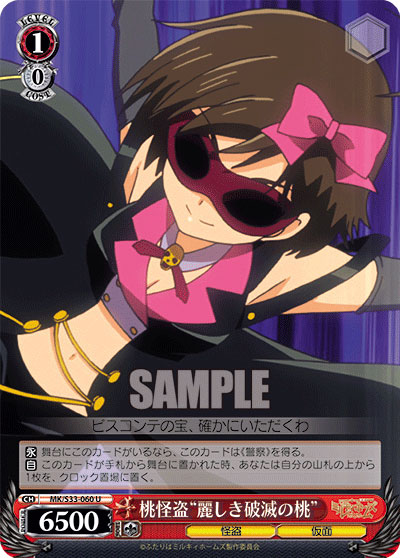 LEVEL
1
0
COST
SAMPLE
ビスコンテの宝、確かにいただくわ
永 舞台にこのカードがいるなら、このカードは《警察》を得る。
自 このカードが手札から舞台に置かれた時、あなたは自分の山札の上から
1枚を、クロック置場に置く。
CH MK/S33-060 U
POWER 6500
桃怪盗“麗しき破滅の桃”
怪盗 仮面
©ふたりはミルキィホームズ製作委員会